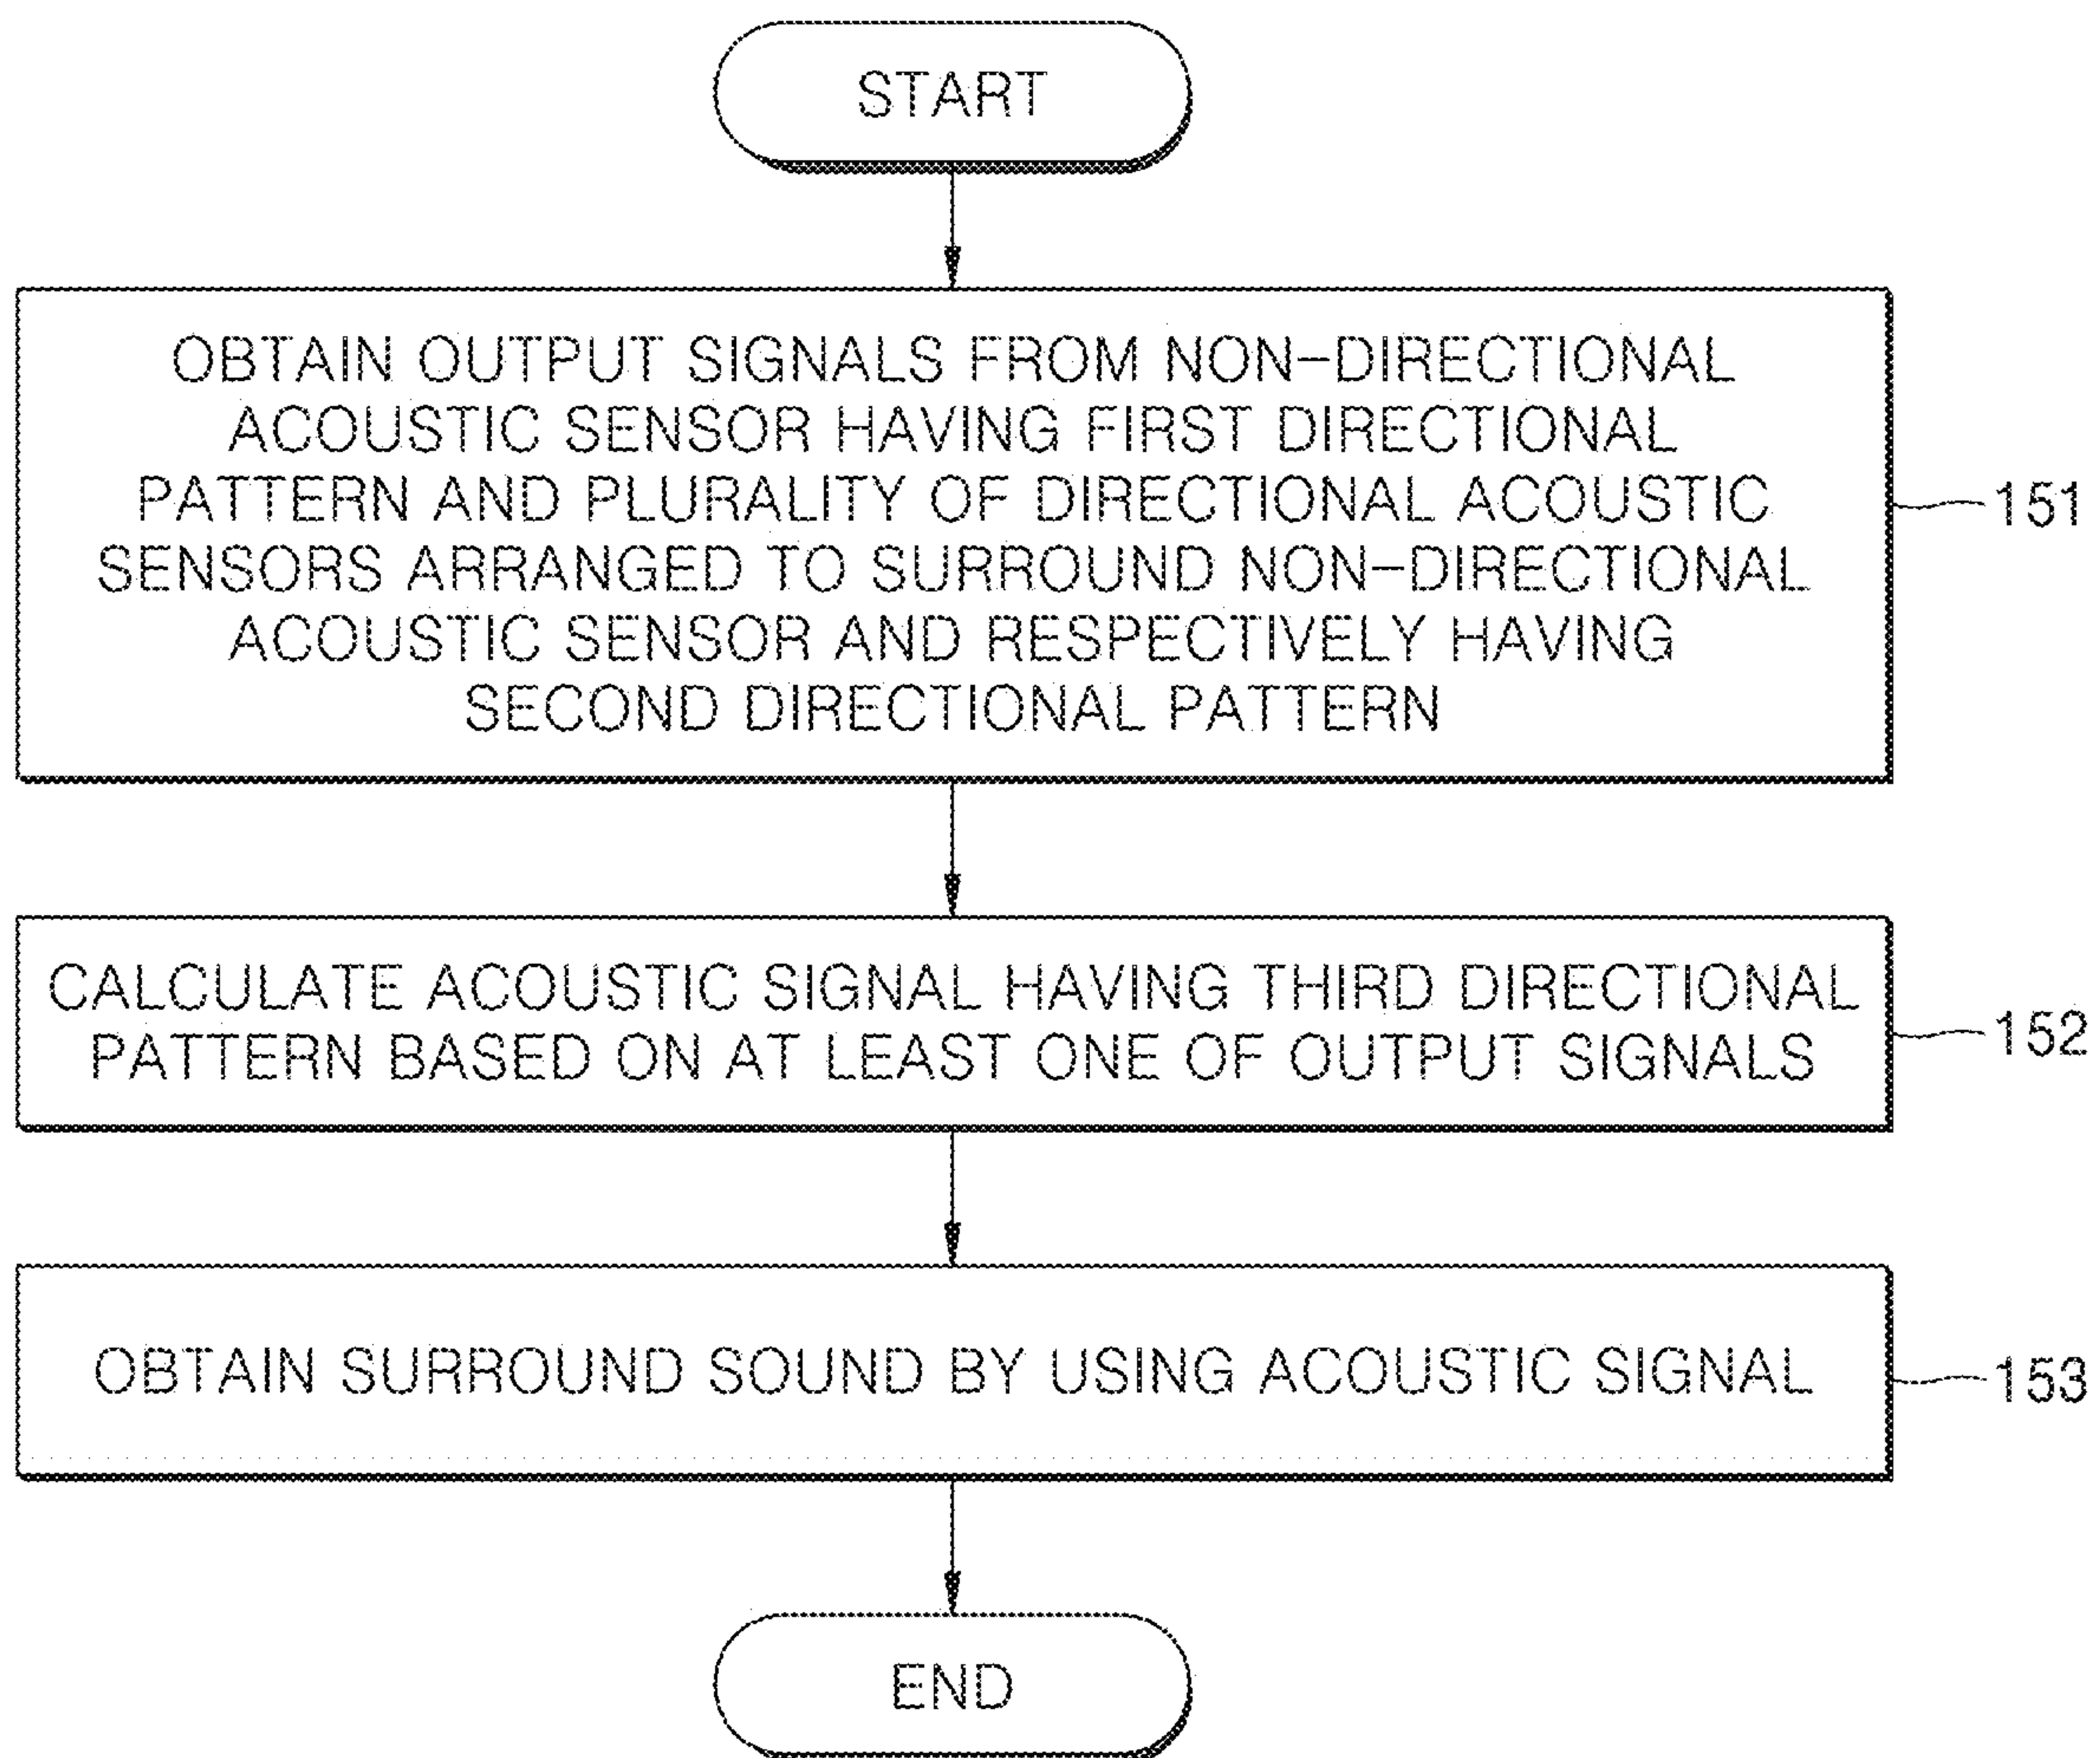 START
OBTAIN OUTPUT SIGNALS FROM NON-DIRECTIONAL
ACOUSTIC SENSOR HAVING FIRST DIRECTIONAL
PATTERN AND PLURALITY OF DIRECTIONAL ACOUSTIC
SENSORS ARRANGED TO SURROUND NON-DIRECTIONAL
ACOUSTIC SENSOR AND RESPECTIVELY HAVING
SECOND DIRECTIONAL PATTERN
151
CALCULATE ACOUSTIC SIGNAL HAVING THIRD DIRECTIONAL
PATTERN BASED ON AT LEAST ONE OF OUTPUT SIGNALS
152
OBTAIN SURROUND SOUND BY USING ACOUSTIC SIGNAL
153
END